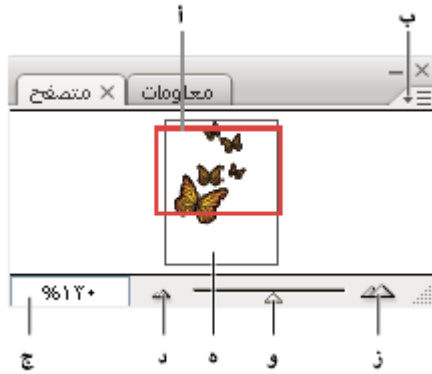 أ ب
متصفح × معلومات
%١٢٠
ج د ه و ز